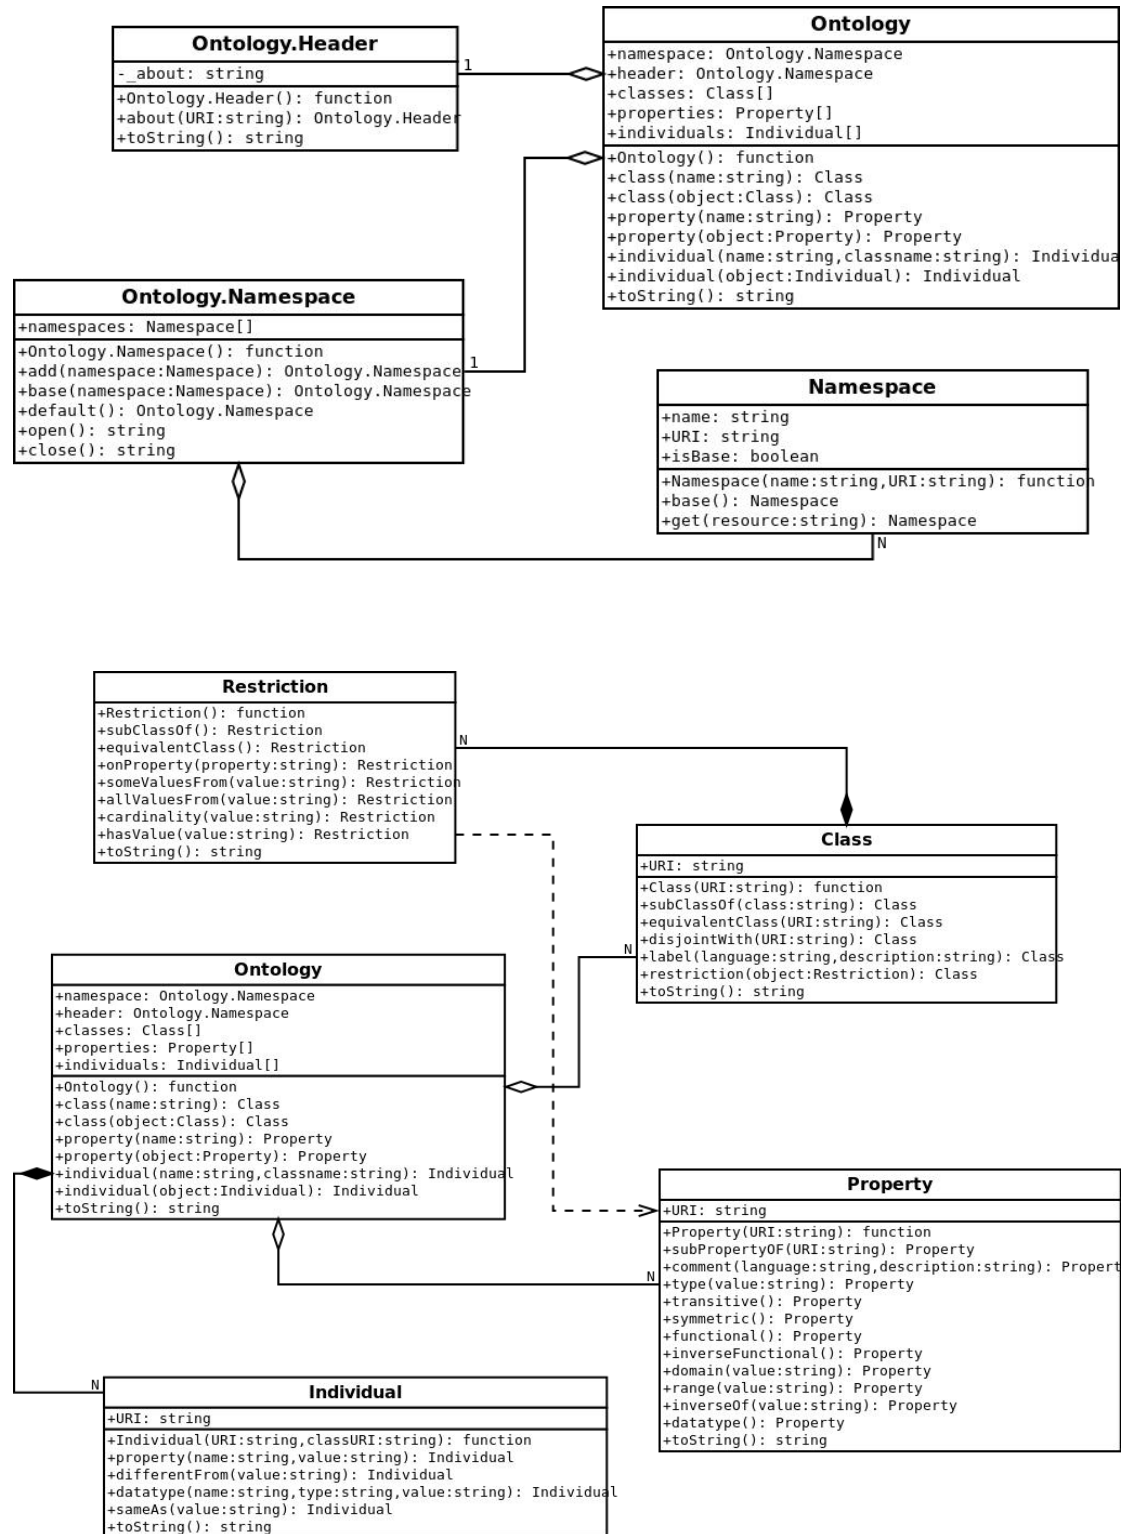 Ontology.Header
-_about: string
+Ontology.Header(): function
+about(URI:string): Ontology.Header
+toString(): string
1
Ontology
+namespace: Ontology.Namespace
+header: Ontology.Namespace
+classes: Class[]
+properties: Property[]
+individuals: Individual[]
+Ontology(): function
+class(name:string): Class
+class(object:Class): Class
+property(name:string): Property
+property(object:Property): Property
+individual(name:string,classname:string): Individua
+individual(object:Individual): Individual
+toString(): string
Ontology.Namespace
+namespaces: Namespace[]
+Ontology.Namespace(): function
+add(namespace:Namespace): Ontology.Namespace
+base(namespace:Namespace): Ontology.Namespace
+default(): Ontology.Namespace
+open(): string
+close(): string
1
Namespace
+name: string
+URI: string
+isBase: boolean
+Namespace(name:string,URI:string): function
+base(): Namespace
+get(resource:string): Namespace
N
Restriction
+Restriction(): function
+subClassOf(): Restriction
+equivalentClass(): Restriction
+onProperty(property:string): Restriction
+someValuesFrom(value:string): Restriction
+allValuesFrom(value:string): Restriction
+cardinality(value:string): Restriction
+hasValue(value:string): Restriction
+toString(): string
N
Class
+URI: string
+Class(URI:string): function
+subClassOf(class:string): Class
+equivalentClass(URI:string): Class
+disjointWith(URI:string): Class
+label(language:string,description:string): Class
+restriction(object:Restriction): Class
+toString(): string
N
Ontology
+namespace: Ontology.Namespace
+header: Ontology.Namespace
+classes: Class[]
+properties: Property[]
+individuals: Individual[]
+Ontology(): function
+class(name:string): Class
+class(object:Class): Class
+property(name:string): Property
+property(object:Property): Property
+individual(name:string,classname:string): Individual
+individual(object:Individual): Individual
+toString(): string
Property
+URI: string
+Property(URI:string): function
+subPropertyOF(URI:string): Property
+comment(language:string,description:string): Propert
+type(value:string): Property
+transitive(): Property
+symmetric(): Property
+functional(): Property
+inverseFunctional(): Property
+domain(value:string): Property
+range(value:string): Property
+inverseOf(value:string): Property
+datatype(): Property
+toString(): string
N
N
Individual
+URI: string
+Individual(URI:string,classURI:string): function
+property(name:string,value:string): Individual
+differentFrom(value:string): Individual
+datatype(name:string,type:string,value:string): Individual
+sameAs(value:string): Individual
+toString(): string